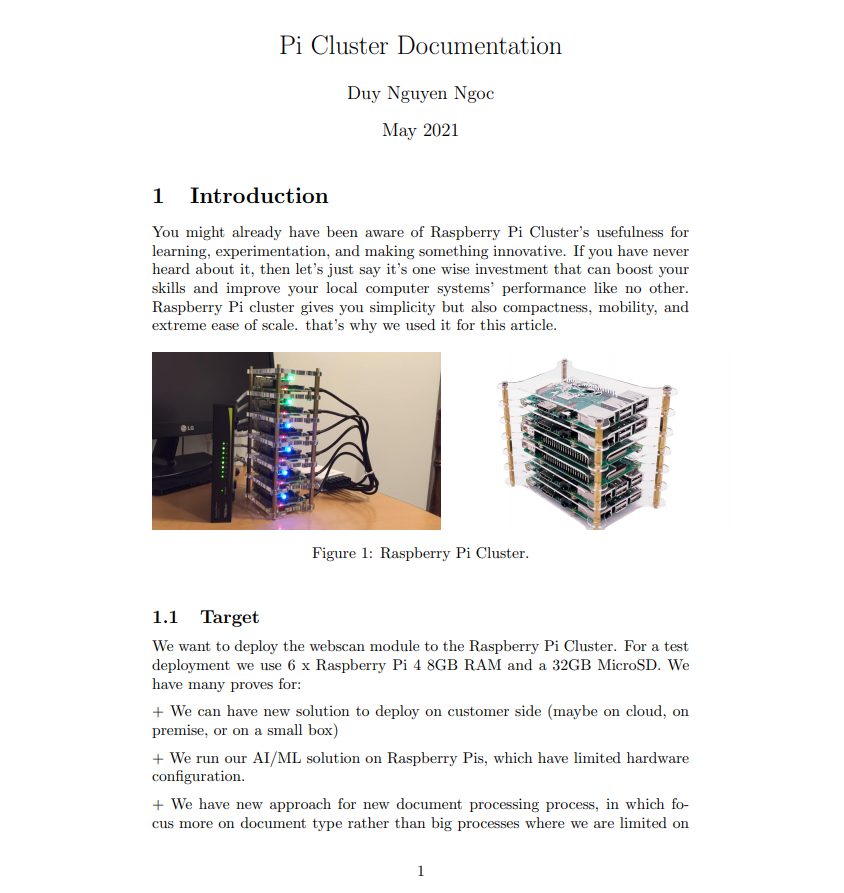 Pi Cluster Documentation
Duy Nguyen Ngoc
May 2021
1 Introduction
You might already have been aware of Raspberry Pi Cluster's usefulness for
learning, experimentation, and making something innovative. If you have never
heard about it, then let's just say it's one wise investment that can boost your
skills and improve your local computer systems' performance like no other.
Raspberry Pi cluster gives you simplicity but also compactness, mobility, and
extreme ease of scale. that's why we used it for this article.
LG
Figure 1: Raspberry Pi Cluster.
1.1 Target
We want to deploy the webscan module to the Raspberry Pi Cluster. For a test
deployment we use 6 x Raspberry Pi 4 8GB RAM and a 32GB MicroSD. We
have many proves for:
+ We can have new solution to deploy on customer side (maybe on cloud, on
premise, or on a small box)
+ We run our AI/ML solution on Raspberry Pis, which have limited hardware
configuration.
+ We have new approach for new document processing process, in which fo-
cus more on document type rather than big processes where we are limited on
1